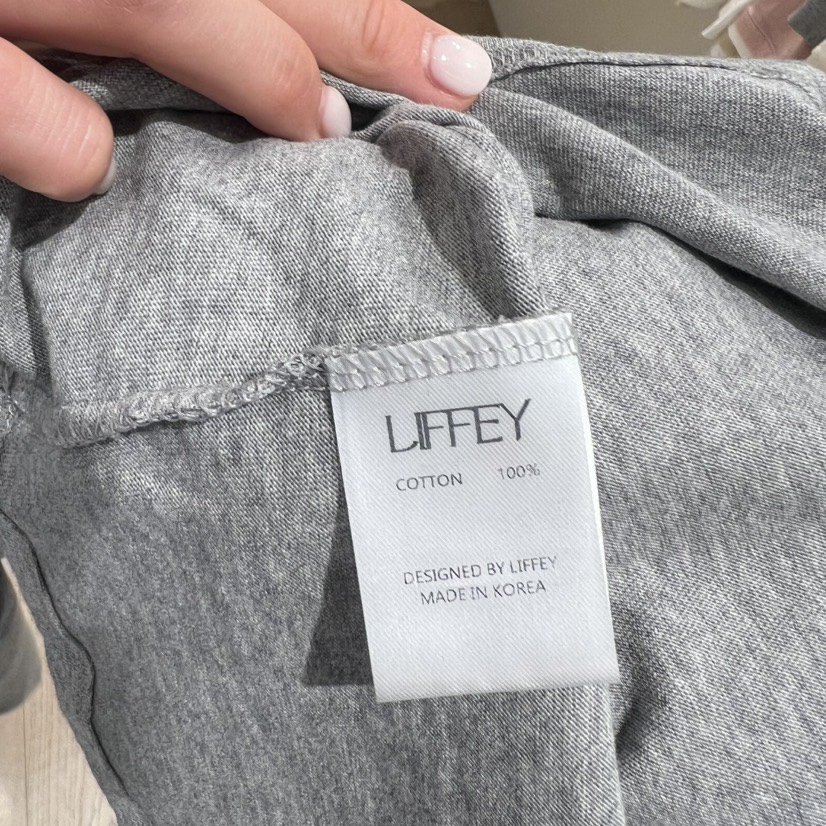 LIFFEY
COTTON 100%
DESIGNED BY LIFFEY
MADE IN KOREA